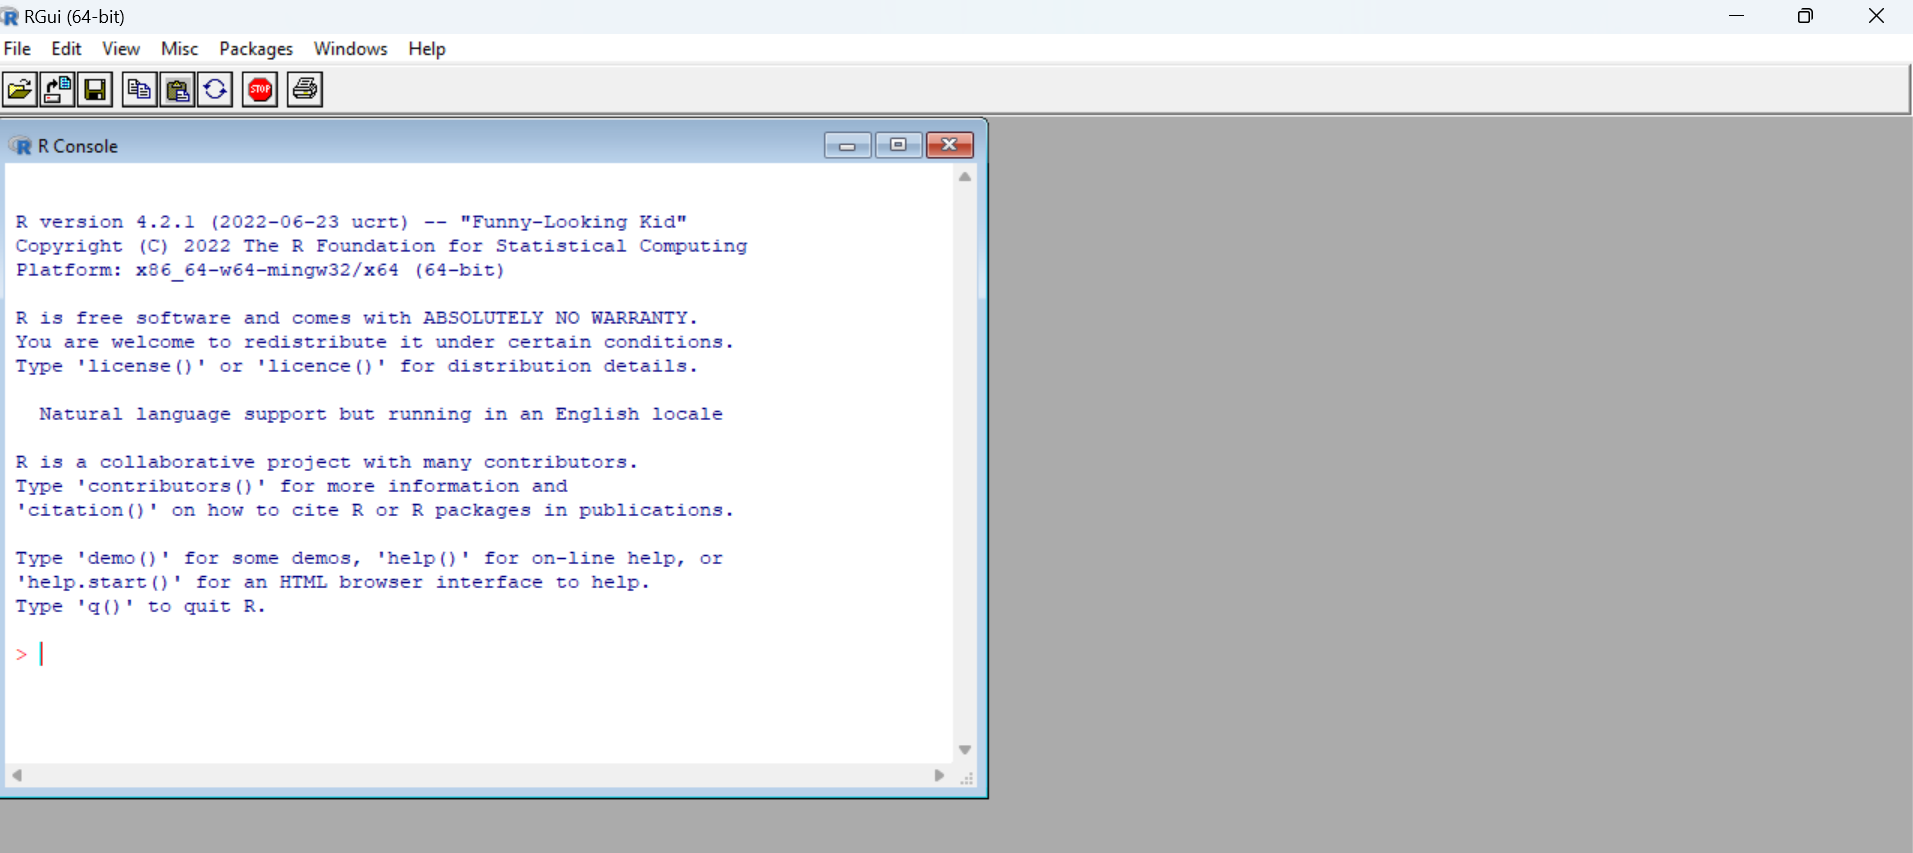 RGui (64-bit)
File Edit View Misc Packages Windows Help
STOP
R Console
R version 4.2.1 (2022-06-23 ucrt) -- "Funny-Looking Kid"
Copyright (C) 2022 The R Foundation for Statistical Computing
Platform: x86_64-w64-mingw32/x64 (64-bit)
R is free software and comes with ABSOLUTELY NO WARRANTY.
You are welcome to redistribute it under certain conditions.
Type 'license()' or 'licence()' for distribution details.
Natural language support but running in an English locale
R is a collaborative project with many contributors.
Type 'contributors()' for more information and
'citation()' on how to cite R or R packages in publications.
Type 'demo()' for some demos, 'help()' for on-line help, or
'help.start()' for an HTML browser interface to help.
Type 'q()' to quit R.
>